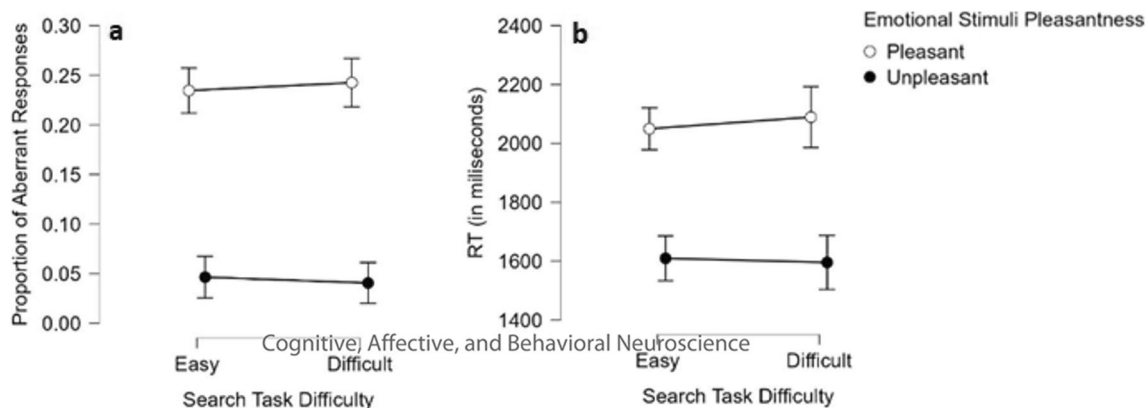 Emotional Stimuli Pleasantness
Pleasant
Unpleasant
a
Proportion of Aberrant Responses
0.30
0.25
0.20
0.15
0.10
0.05
0.00
Easy
Difficult
Search Task Difficulty
b
RT (in miliseconds)
2400
2200
2000
1800
1600
1400
Easy
Difficult
Search Task Difficulty
Cognitive, Affective, and Behavioral Neuroscience